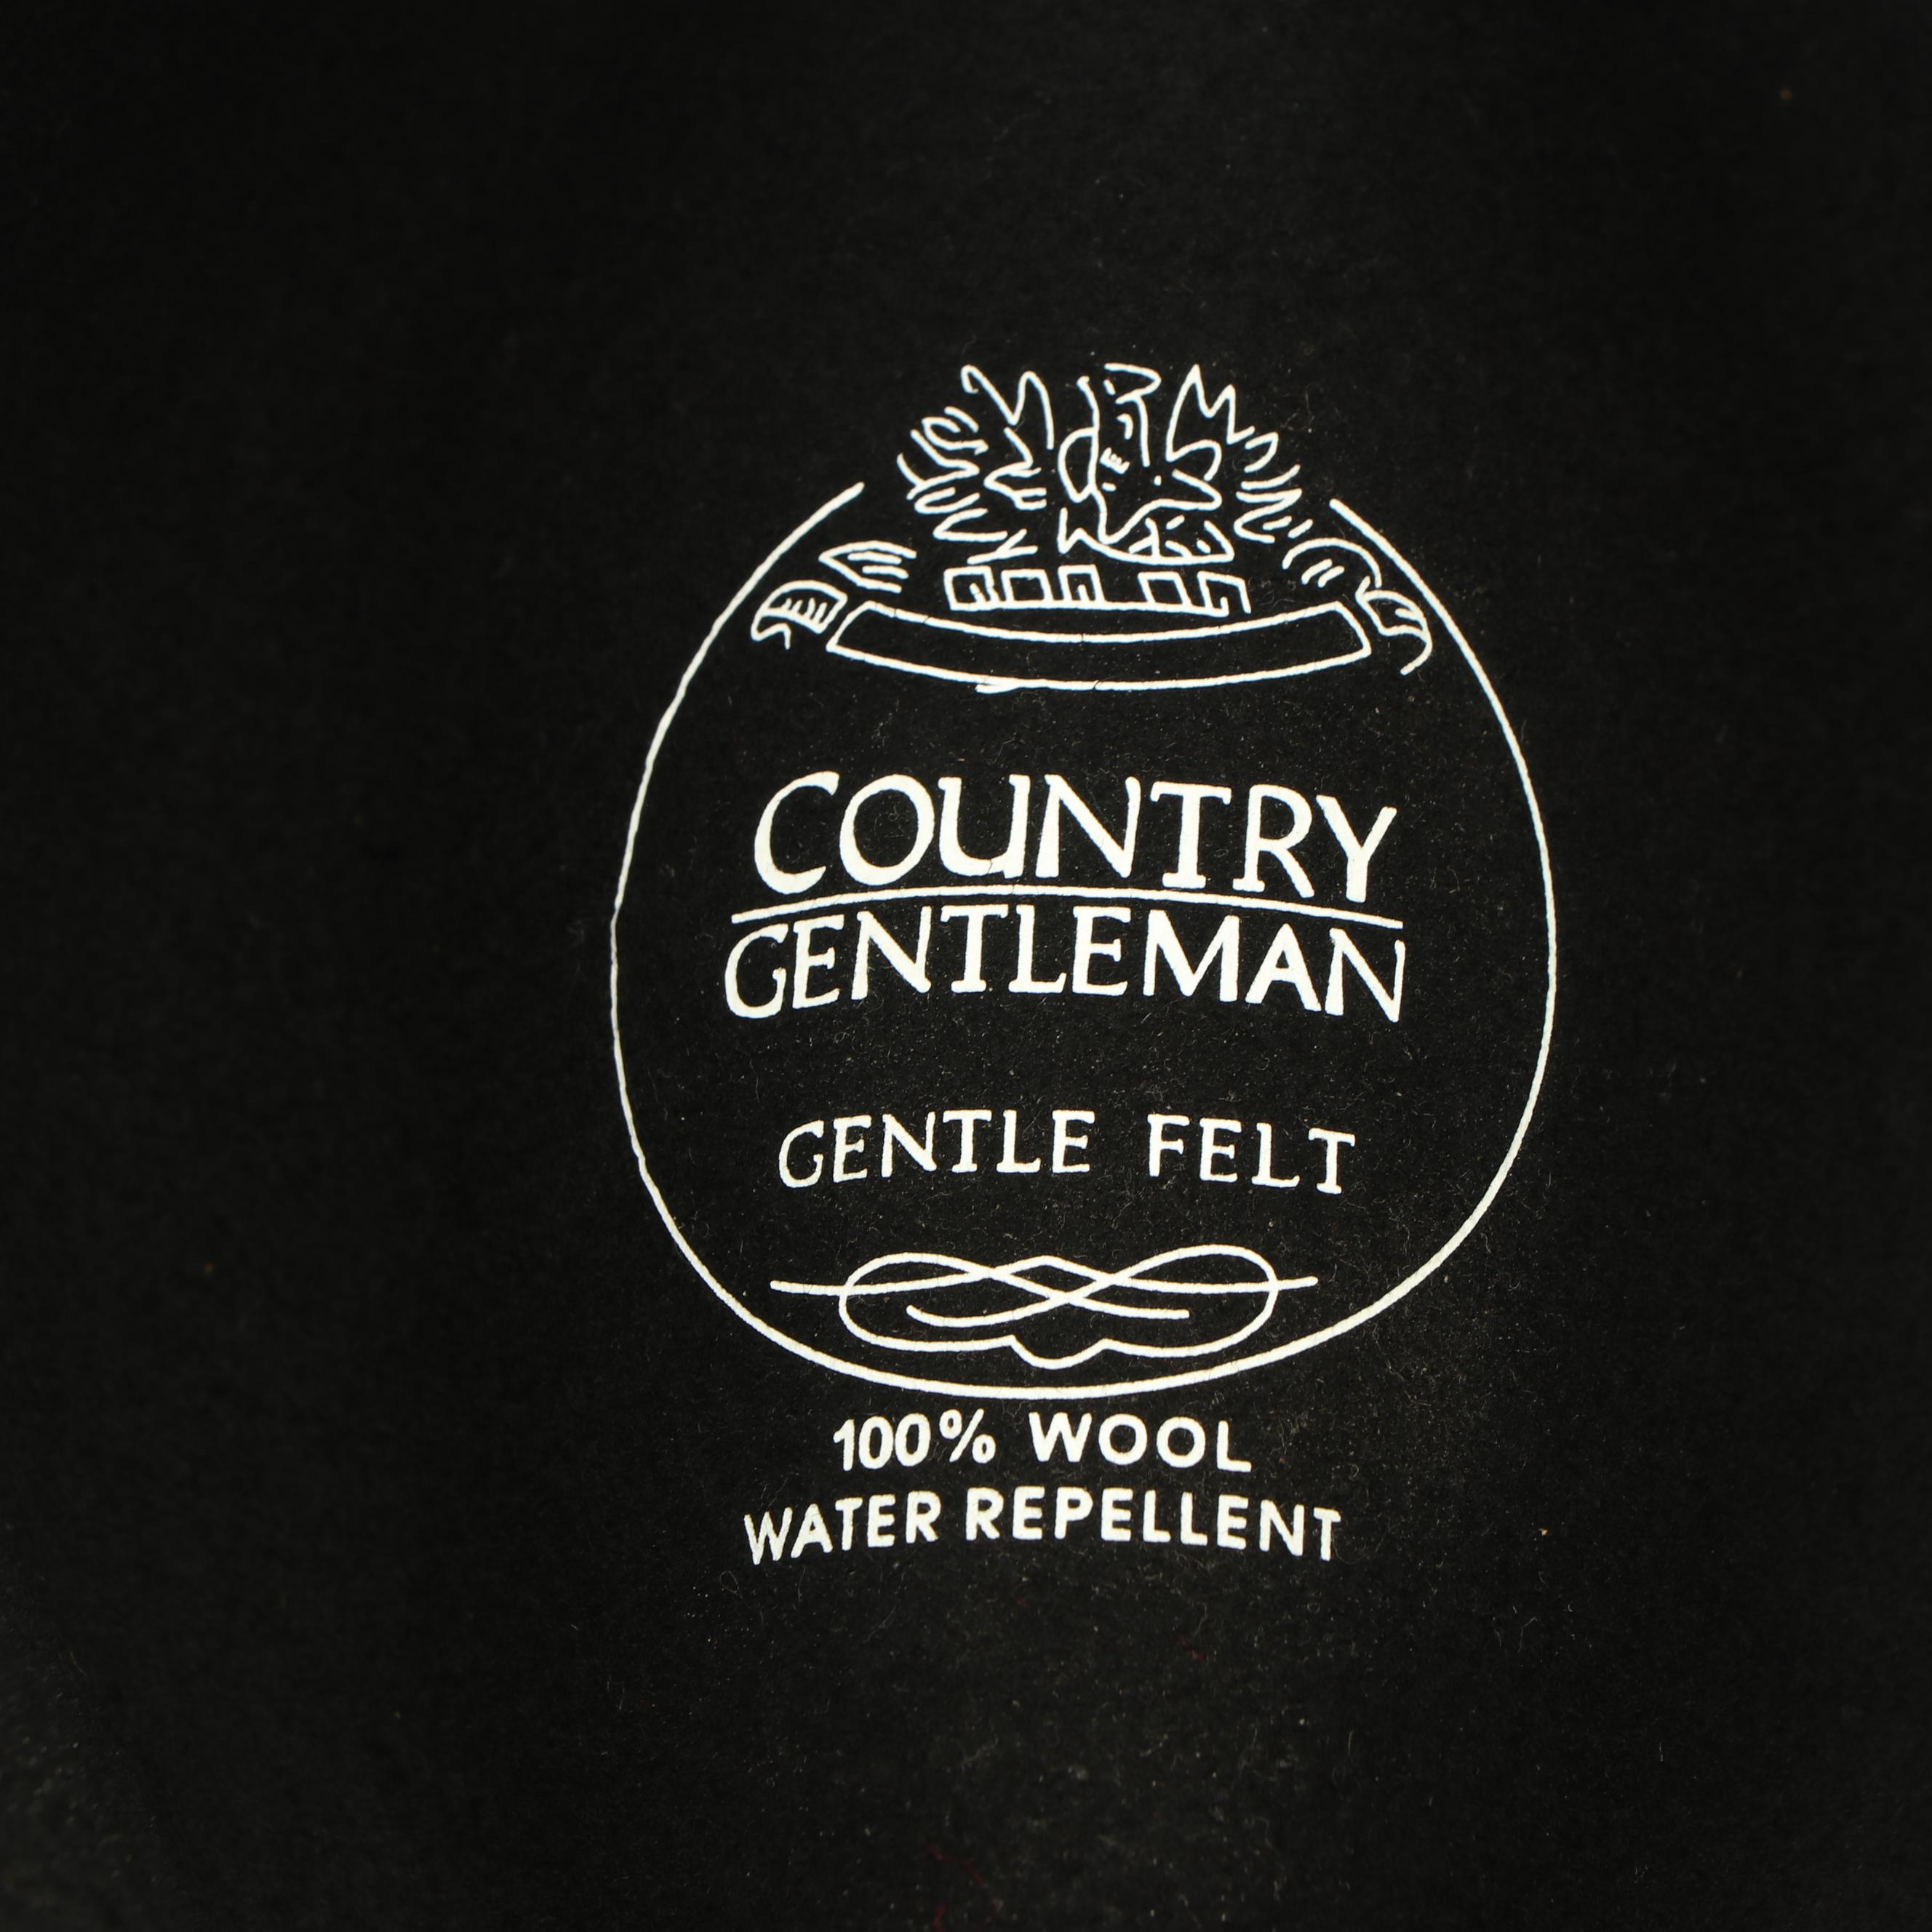 COUNTRY
GENTLEMAN
GENTLE FELT
100% WOOL
WATER REPELLENT